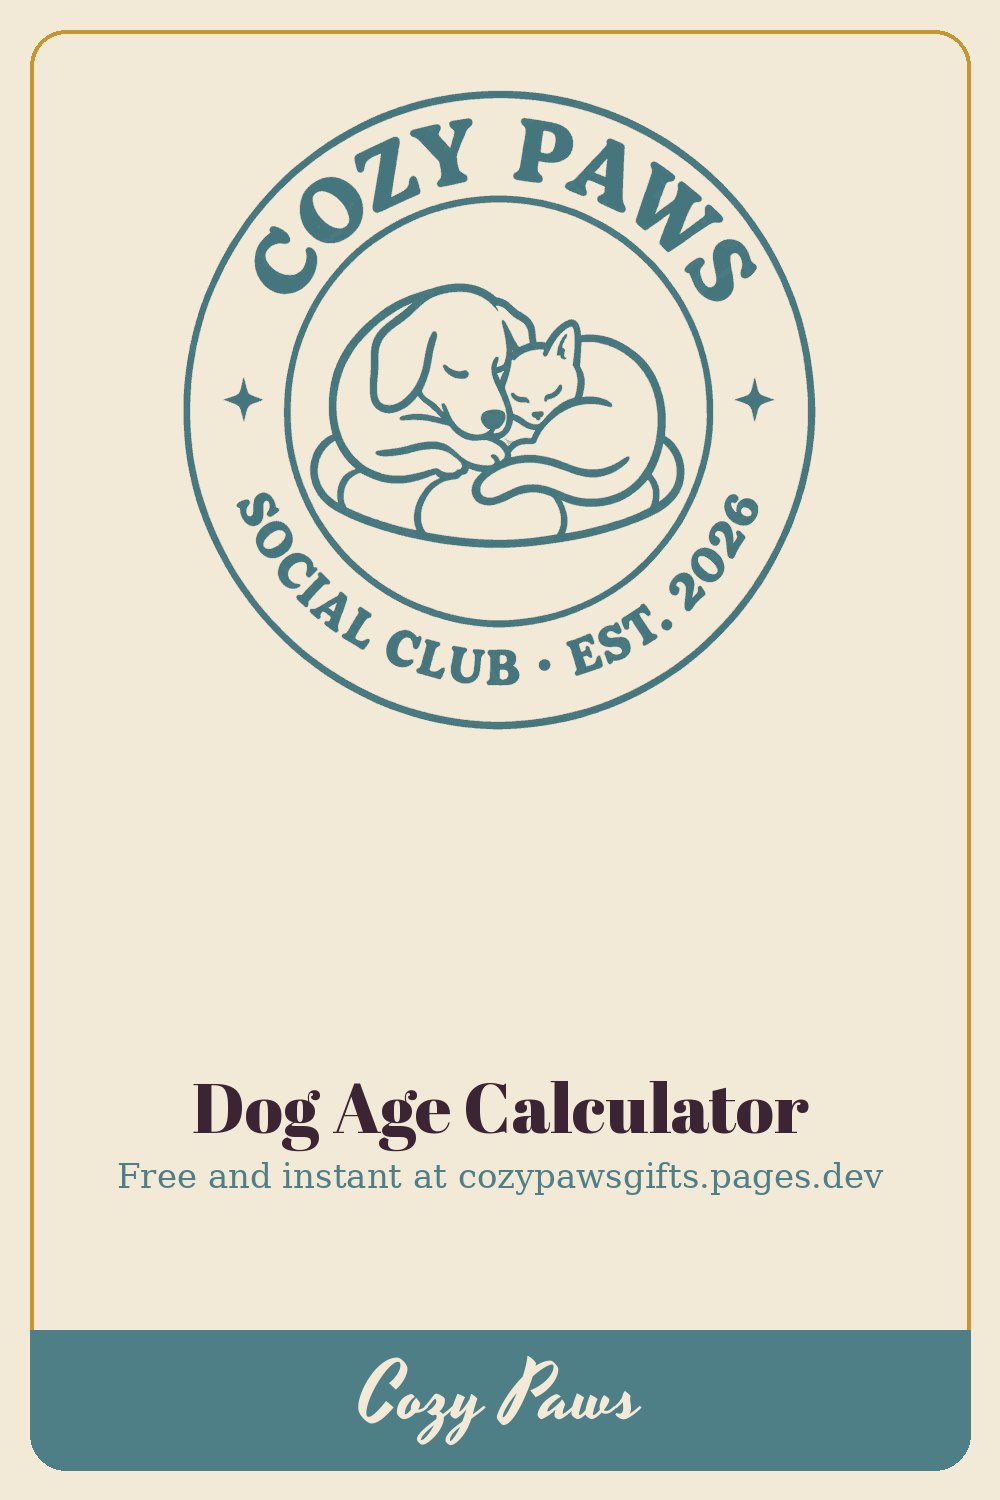 COZY PAWS
SOCIAL CLUB · EST. 2026
Dog Age Calculator
Free and instant at cozypawsgifts.pages.dev
Cozy Paws